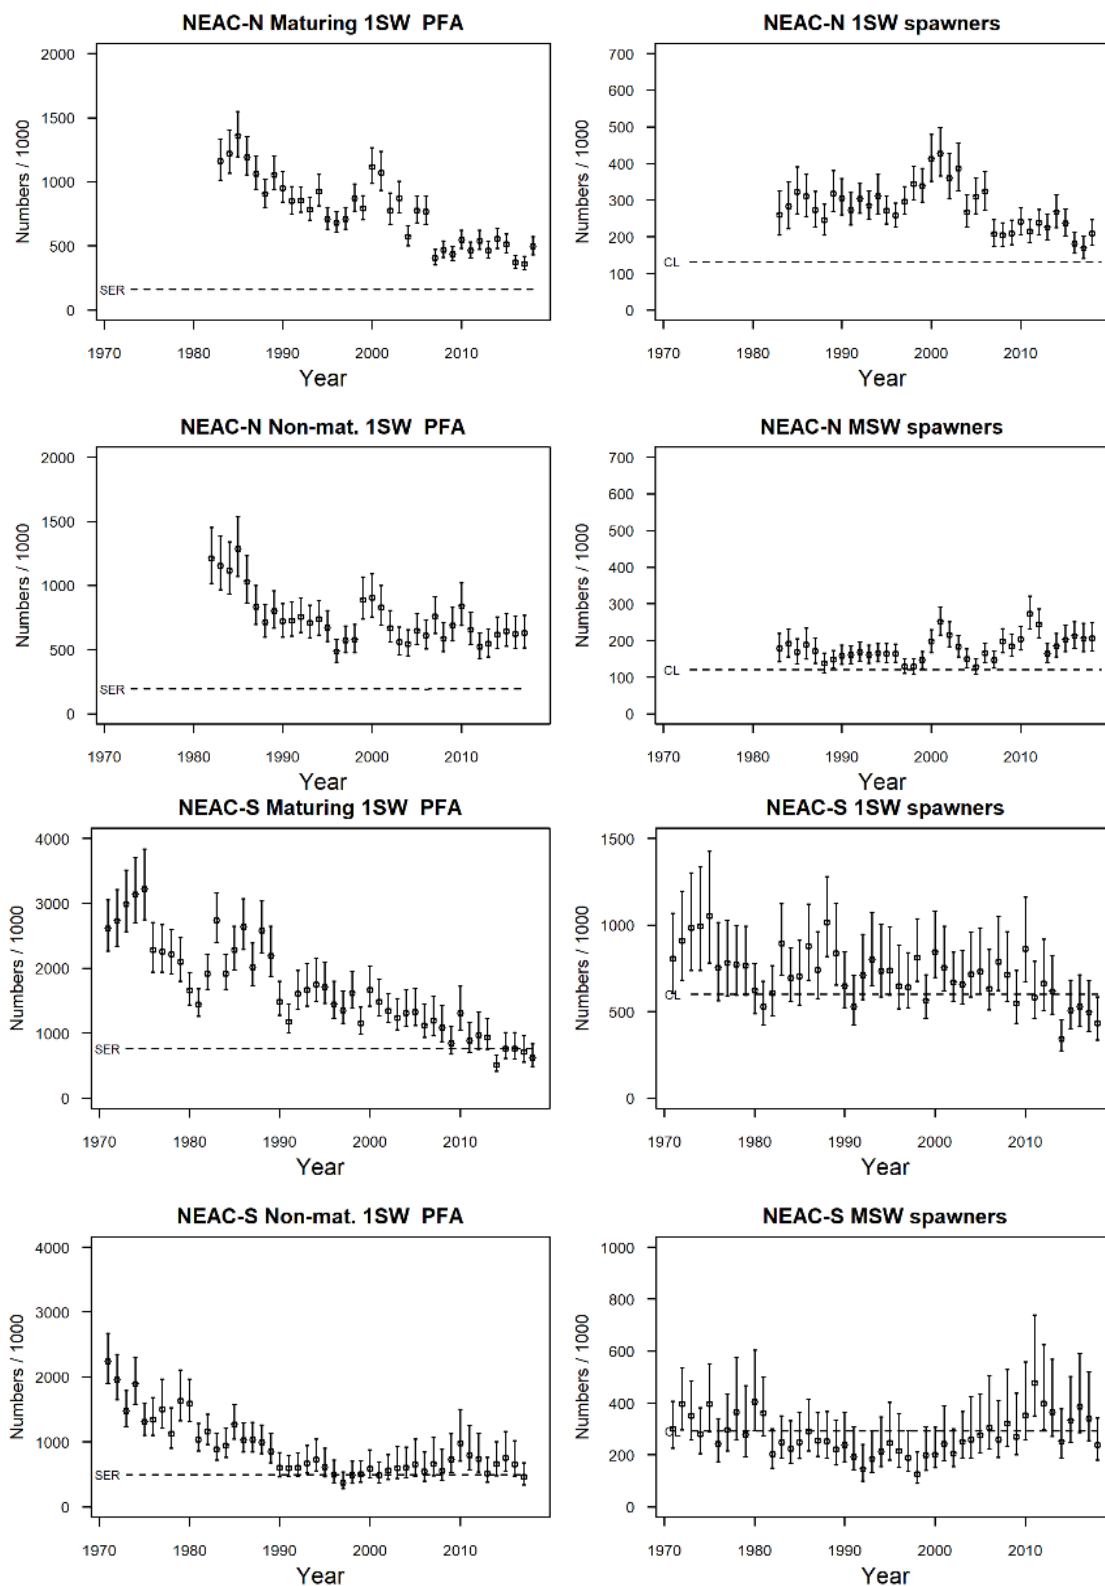 NEAC-N Maturing 1SW PFA
Numbers / 1000
2000
1500
1000
500
0
SER
1970 1980 1990 2000 2010
Year
NEAC-N 1SW spawners
Numbers / 1000
700
600
500
400
300
200
100
0
CL
1970 1980 1990 2000 2010
Year
NEAC-N Non-mat. 1SW PFA
Numbers / 1000
2000
1500
1000
500
0
SER
1970 1980 1990 2000 2010
Year
NEAC-N MSW spawners
Numbers / 1000
700
600
500
400
300
200
100
0
CL
1970 1980 1990 2000 2010
Year
NEAC-S Maturing 1SW PFA
Numbers / 1000
4000
3000
2000
1000
0
SER
1970 1980 1990 2000 2010
Year
NEAC-S 1SW spawners
Numbers / 1000
1500
1000
500
0
CL
1970 1980 1990 2000 2010
Year
NEAC-S Non-mat. 1SW PFA
Numbers / 1000
4000
3000
2000
1000
0
SER
1970 1980 1990 2000 2010
Year
NEAC-S MSW spawners
Numbers / 1000
1000
800
600
400
200
0
CL
1970 1980 1990 2000 2010
Year